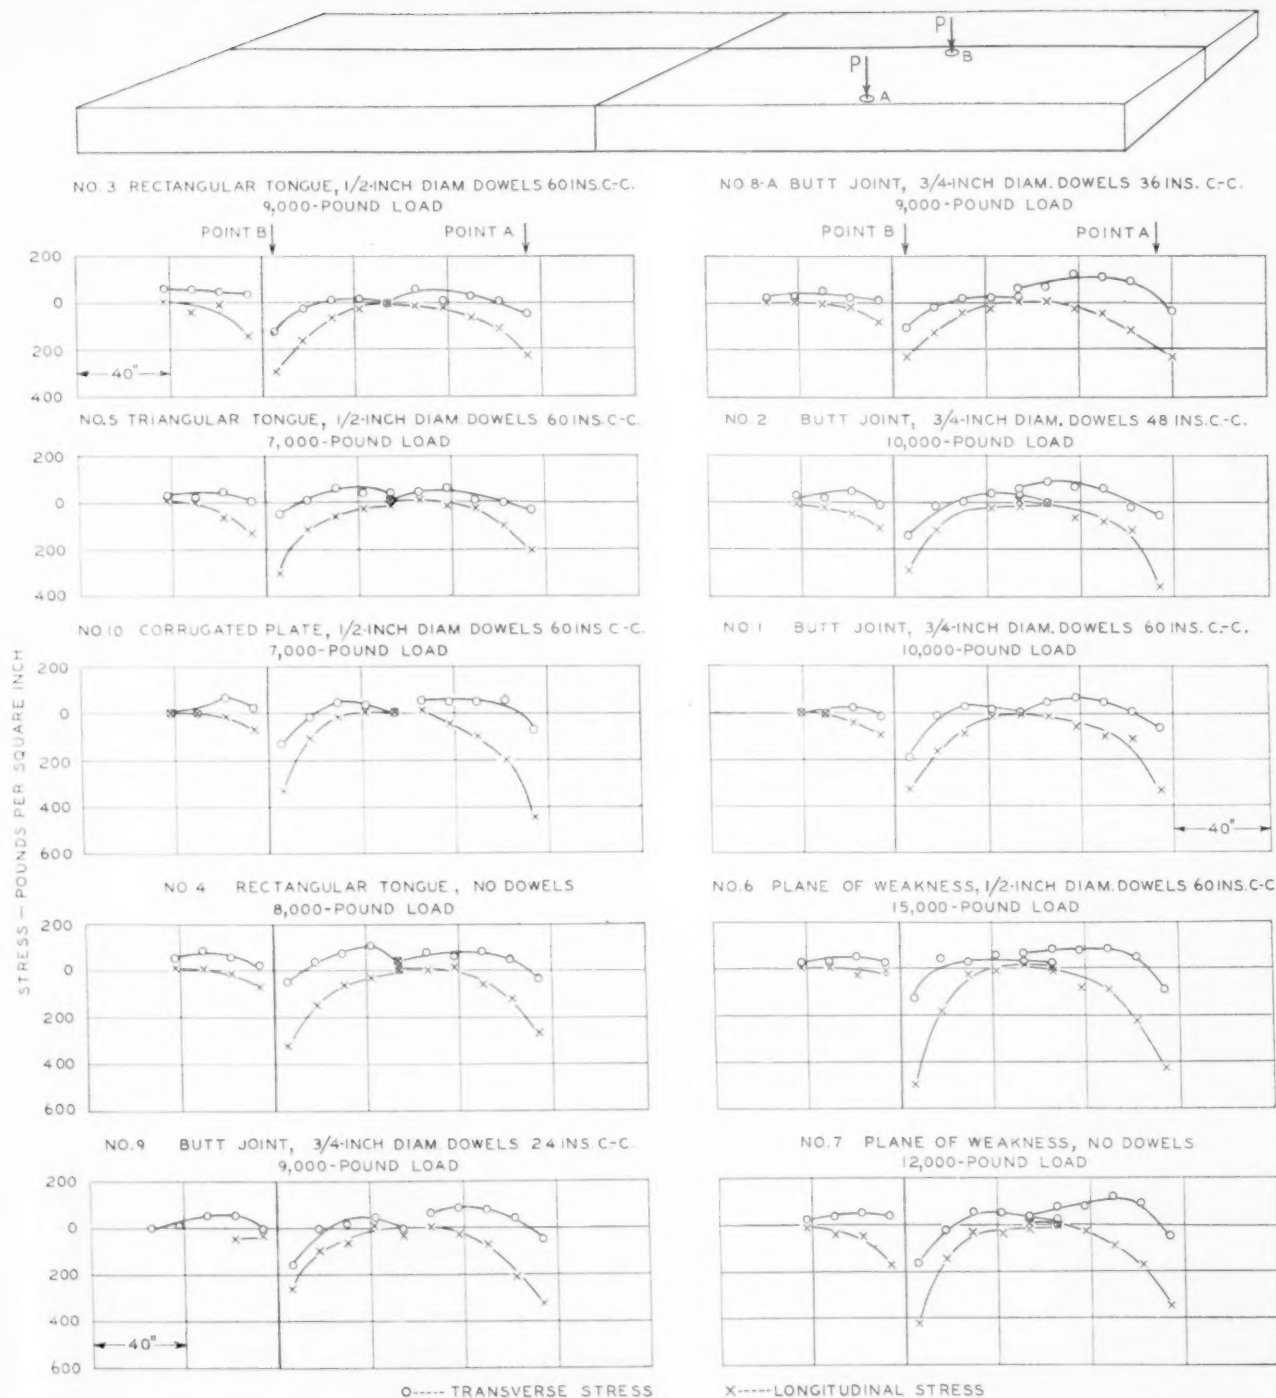 P
B
P
A
NO. 3 RECTANGULAR TONGUE, 1/2-INCH DIAM DOWELS 60 INS. C-C.
9,000-POUND LOAD
POINT B
POINT A
200
0
200
400
40"
NO. 8-A BUTT JOINT, 3/4-INCH DIAM. DOWELS 36 INS. C-C.
9,000-POUND LOAD
POINT B
POINT A
NO. 5 TRIANGULAR TONGUE, 1/2-INCH DIAM DOWELS 60 INS. C-C.
7,000-POUND LOAD
200
0
200
400
NO. 2 BUTT JOINT, 3/4-INCH DIAM. DOWELS 48 INS. C-C.
10,000-POUND LOAD
NO. 10 CORRUGATED PLATE, 1/2-INCH DIAM DOWELS 60 INS C-C.
7,000-POUND LOAD
200
0
200
400
600
NO. 1 BUTT JOINT, 3/4-INCH DIAM. DOWELS 60 INS. C.-C.
10,000-POUND LOAD
40"
STRESS — POUNDS PER SQUARE INCH
NO. 4 RECTANGULAR TONGUE, NO DOWELS
8,000-POUND LOAD
200
0
200
400
600
NO. 6 PLANE OF WEAKNESS, 1/2-INCH DIAM. DOWELS 60 INS. C-C
15,000-POUND LOAD
NO. 9 BUTT JOINT, 3/4-INCH DIAM DOWELS 24 INS C-C.
9,000-POUND LOAD
200
0
200
400
600
40"
NO. 7 PLANE OF WEAKNESS, NO DOWELS
12,000-POUND LOAD
O----- TRANSVERSE STRESS
X-----LONGITUDINAL STRESS